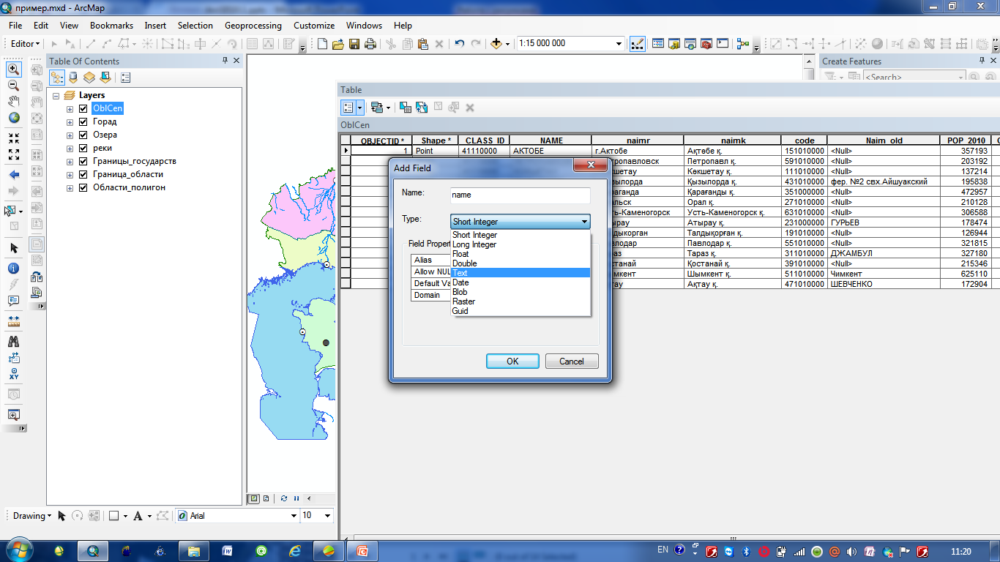 пример.mxd - ArcMap
File Edit View Bookmarks Insert Selection Geoprocessing Customize Windows Help
Editor 1:15 000 000
Table Of Contents
Create Features
<Search>
Layers
OblCen
Горад
Озера
реки
Границы_государств
Граница_области
Области_полигон
Table
OblCen
OBJECTID * Shape * CLASS_ID NAME naimr naimk code Naim_old POP_2010
1 Point 41110000 АКТОБЕ г.Актобе Ақтөбе қ. 151010000 <Null> 357193
Петропавл қ. 591010000 <Null> 203192
Көкшетау қ. 111010000 <Null> 137214
Қызылорда қ. 431010000 фер. №2 свх.Айшуакский 195838
Қарағанды қ. 351000000 <Null> 472957
Орал қ. 271010000 <Null> 210128
Усть-Каменогорск қ. 631010000 <Null> 306588
Атырау қ. 231000000 ГУРЬЕВ 178474
Талдықорған қ. 191010000 <Null> 126944
Павлодар қ. 551010000 <Null> 321815
Тараз қ. 311010000 ДЖАМБУЛ 327180
Қостанай қ. 391010000 <Null> 215346
Шымкент қ. 511010000 Чимкент 625110
Ақтау қ. 471010000 ШЕВЧЕНКО 172904
Add Field
Name: name
Type: Short Integer
Short Integer
Long Integer
Float
Double
Text
Date
Blob
Raster
Guid
Field Propert
Alias
Allow NUL
Default Va
Domain
OK Cancel
Drawing Arial 10
EN 11:20